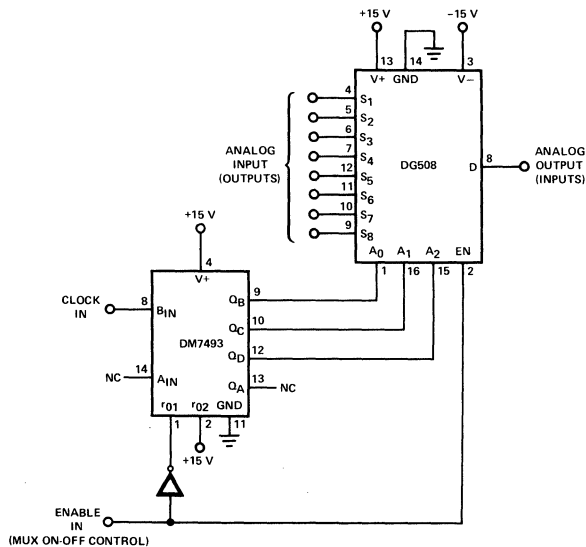 +15 V
-15 V
13 14 3
V+ GND V-
4 S1
5 S2
6 S3
7 S4
12 S5
11 S6
10 S7
9 S8
ANALOG
INPUT
(OUTPUTS)
DG508
D 8
ANALOG
OUTPUT
(INPUTS)
A0 A1 A2 EN
1 16 15 2
+15 V
4
V+
CLOCK
IN
8 BIN
QB 9
QC 10
DM7493
QD 12
NC 14 AIN
QA 13 NC
r01 r02 GND
1 2 11
+15 V
ENABLE
IN
(MUX ON-OFF CONTROL)